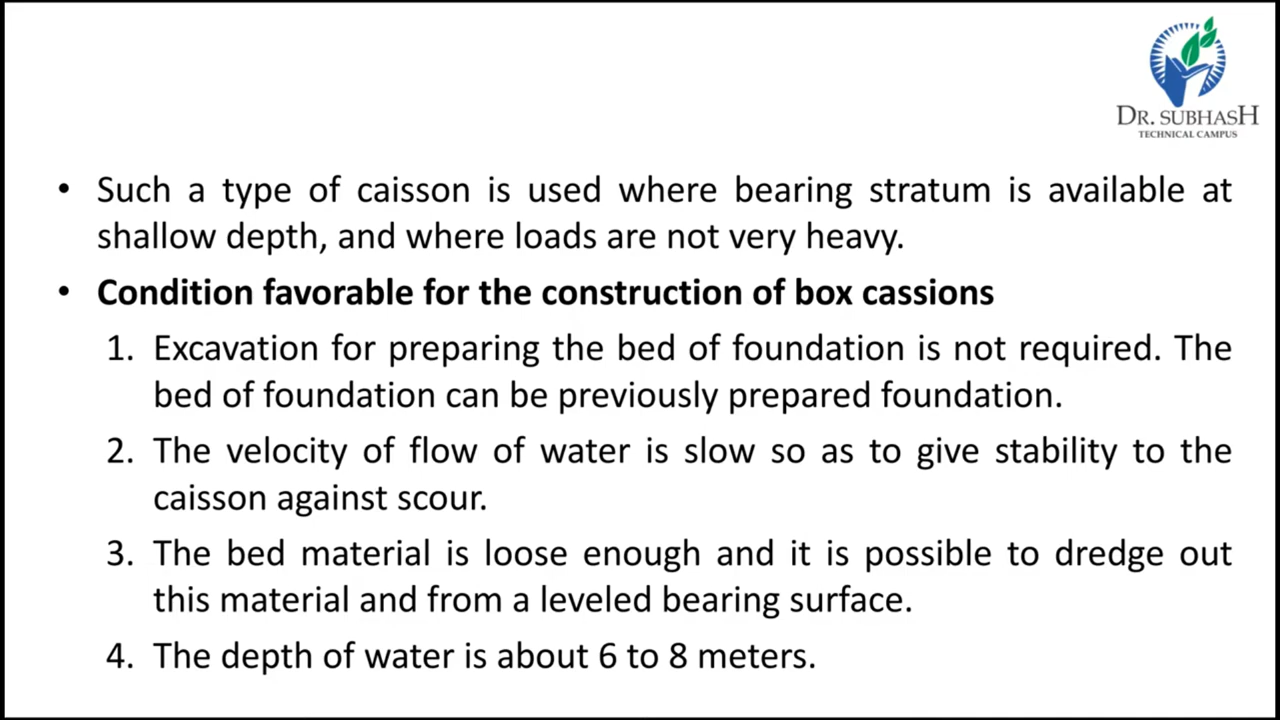 DR. SUBHASH
TECHNICAL CAMPUS
• Such a type of caisson is used where bearing stratum is available at
shallow depth, and where loads are not very heavy.
• Condition favorable for the construction of box cassions
1. Excavation for preparing the bed of foundation is not required. The
bed of foundation can be previously prepared foundation.
2. The velocity of flow of water is slow so as to give stability to the
caisson against scour.
3. The bed material is loose enough and it is possible to dredge out
this material and from a leveled bearing surface.
4. The depth of water is about 6 to 8 meters.